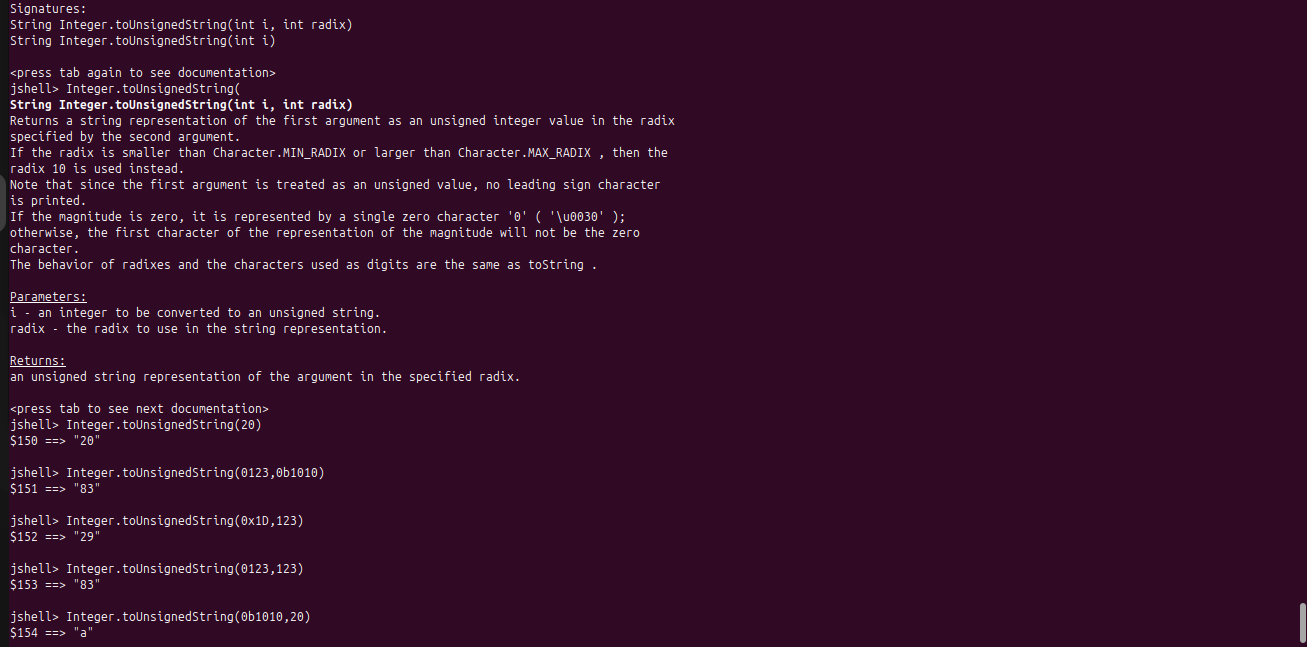 Signatures:
String Integer.toUnsignedString(int i, int radix)
String Integer.toUnsignedString(int i)
<press tab again to see documentation>
jshell> Integer.toUnsignedString(
String Integer.toUnsignedString(int i, int radix)
Returns a string representation of the first argument as an unsigned integer value in the radix
specified by the second argument.
If the radix is smaller than Character.MIN_RADIX or larger than Character.MAX_RADIX , then the
radix 10 is used instead.
Note that since the first argument is treated as an unsigned value, no leading sign character
is printed.
If the magnitude is zero, it is represented by a single zero character '0' ( '\u0030' );
otherwise, the first character of the representation of the magnitude will not be the zero
character.
The behavior of radixes and the characters used as digits are the same as toString .
Parameters:
i - an integer to be converted to an unsigned string.
radix - the radix to use in the string representation.
Returns:
an unsigned string representation of the argument in the specified radix.
<press tab to see next documentation>
jshell> Integer.toUnsignedString(20)
$150 ==> "20"
jshell> Integer.toUnsignedString(0123,0b1010)
$151 ==> "83"
jshell> Integer.toUnsignedString(0x1D,123)
$152 ==> "29"
jshell> Integer.toUnsignedString(0123,123)
$153 ==> "83"
jshell> Integer.toUnsignedString(0b1010,20)
$154 ==> "a"